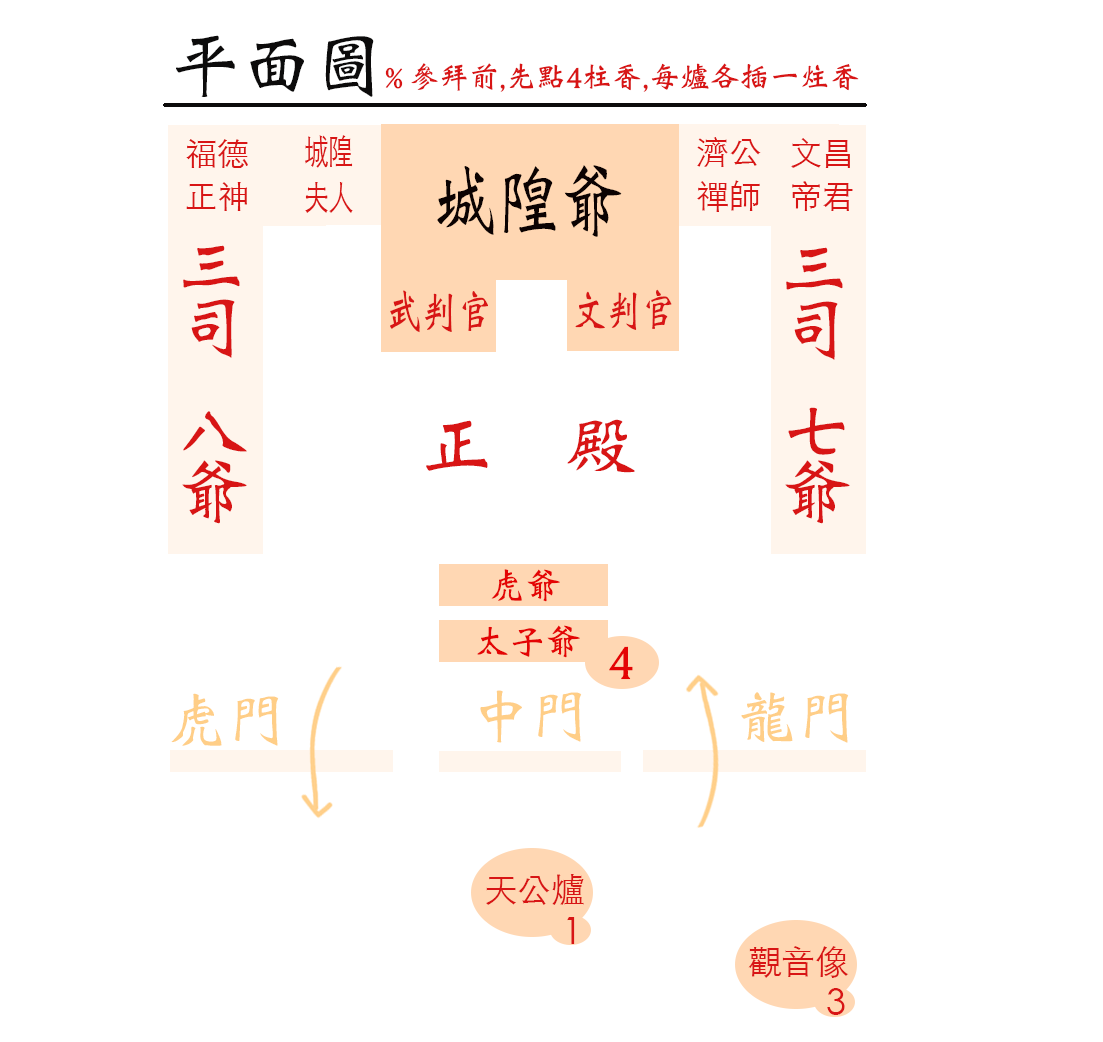 平面圖
% 參拜前,先點4柱香,每爐各插一炷香
福德
正神
城隍
夫人
城隍爺
濟公
禪師
文昌
帝君
武判官
文判官
三司
三司
八爺
七爺
正殿
虎爺
太子爺
4
虎門
中門
龍門
天公爐
1
觀音像
3